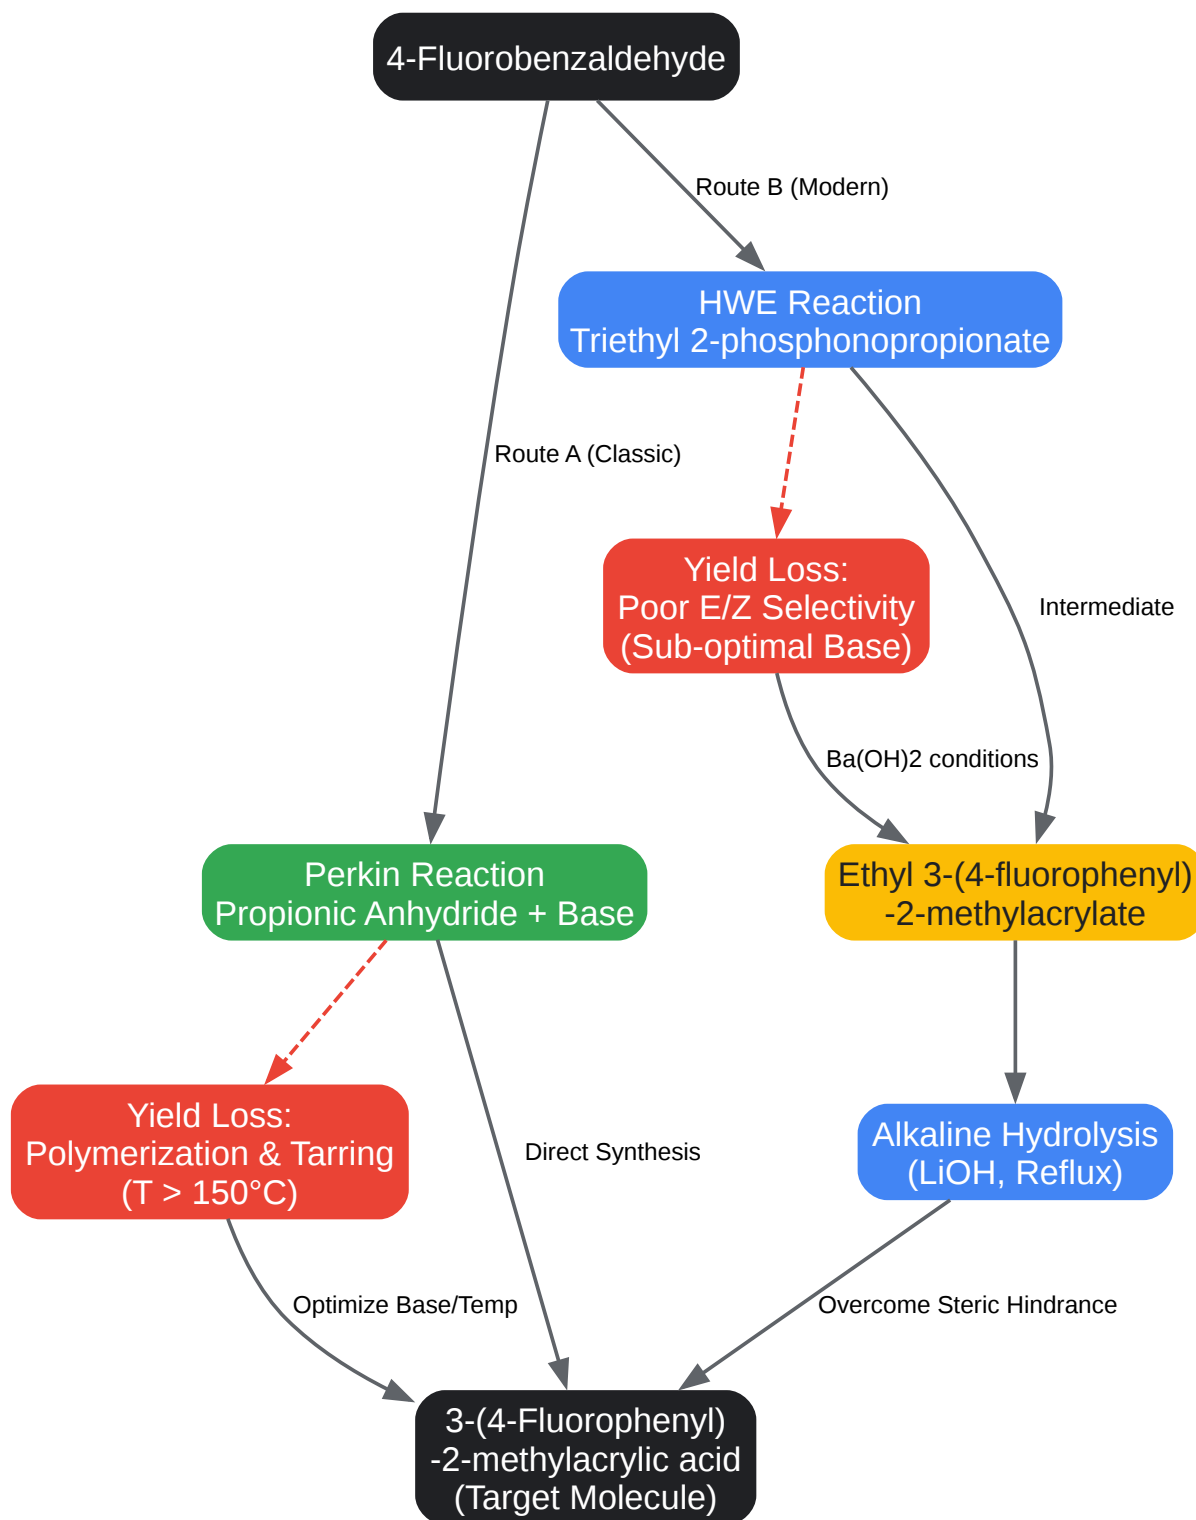 4-Fluorobenzaldehyde
Route B (Modern)
HWE Reaction
Triethyl 2-phosphonopropionate
Route A (Classic)
Yield Loss:
Poor E/Z Selectivity
(Sub-optimal Base)
Intermediate
Ba(OH)2 conditions
Perkin Reaction
Propionic Anhydride + Base
Ethyl 3-(4-fluorophenyl)
-2-methylacrylate
Yield Loss:
Polymerization & Tarring
(T > 150°C)
Direct Synthesis
Alkaline Hydrolysis
(LiOH, Reflux)
Optimize Base/Temp
Overcome Steric Hindrance
3-(4-Fluorophenyl)
-2-methylacrylic acid
(Target Molecule)